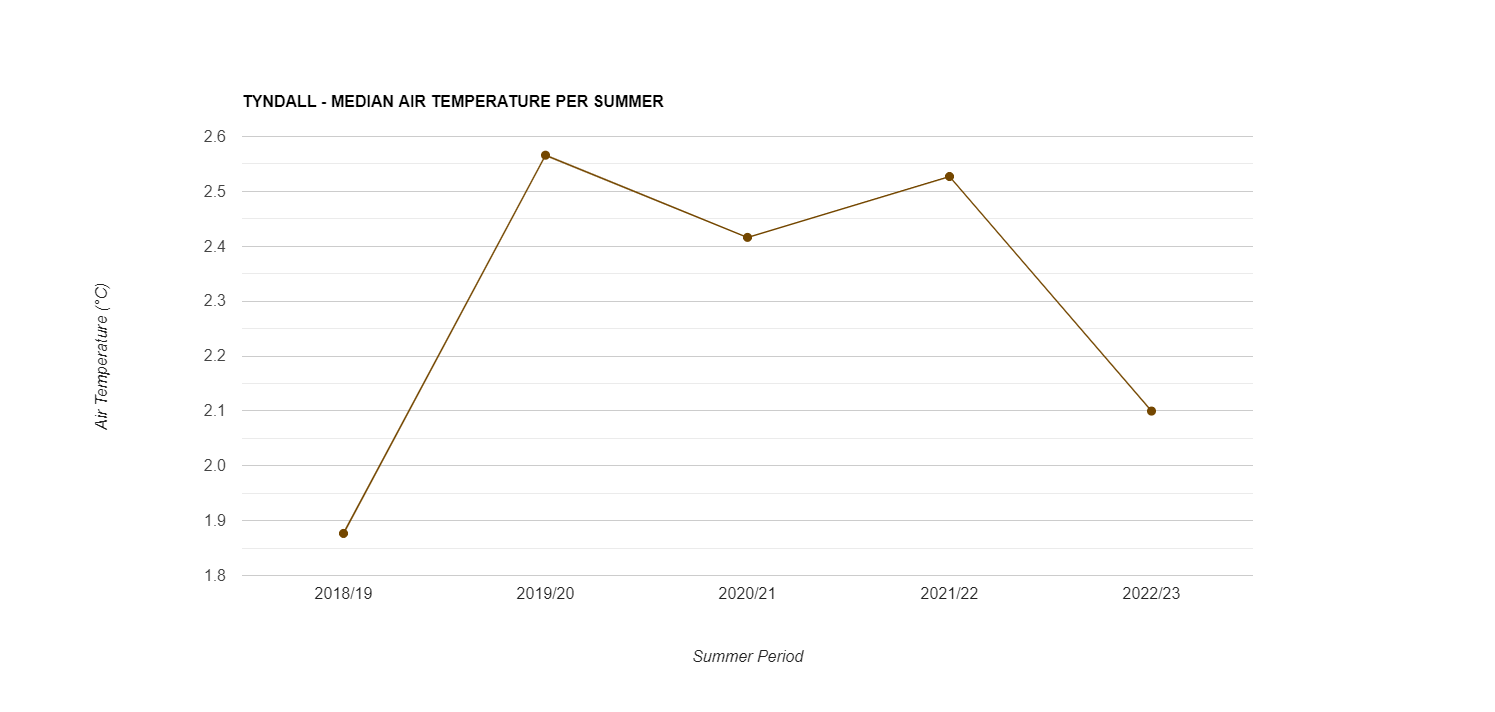 TYNDALL - MEDIAN AIR TEMPERATURE PER SUMMER
2.6
2.5
2.4
2.3
2.2
2.1
2.0
1.9
1.8
Air Temperature (°C)
2018/19 2019/20 2020/21 2021/22 2022/23
Summer Period